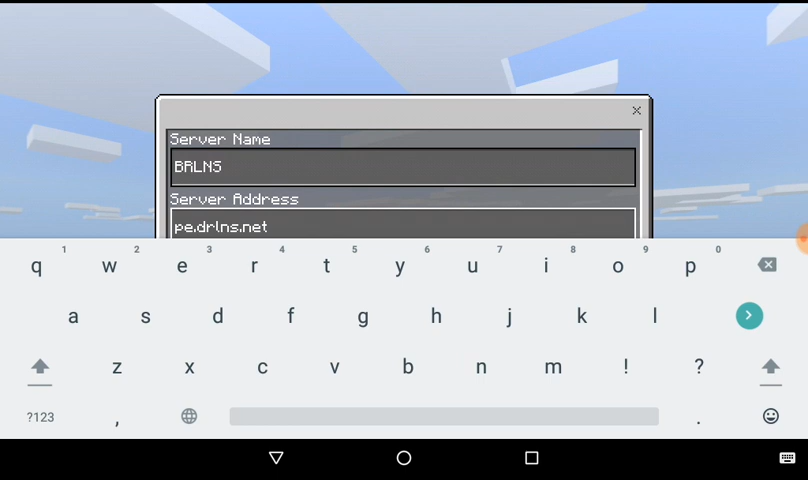 Server Name
BRLNS
Server Address
pe.drlns.net
1 2 3 4 5 6 7 8 9 0
q w e r t y u i o p
a s d f g h j k l
z x c v b n m ! ?
?123 , .